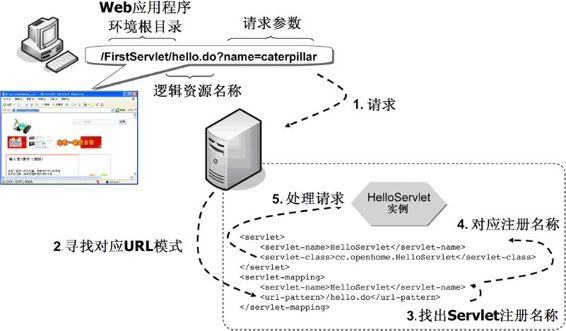 Web应用程序
环境根目录
请求参数
/FirstServlet/hello.do?name=caterpillar
逻辑资源名称
1. 请求
5. 处理请求
HelloServlet
实例
2.寻找对应URL模式
4. 对应注册名称
<servlet>
<servlet-name>HelloServlet</servlet-name>
<servlet-class>cc.openhome.HelloServlet</servlet-class>
</servlet>
<servlet-mapping>
<servlet-name>HelloServlet</servlet-name>
<url-pattern>/hello.do</url-pattern>
</servlet-mapping>
3.找出Servlet注册名称